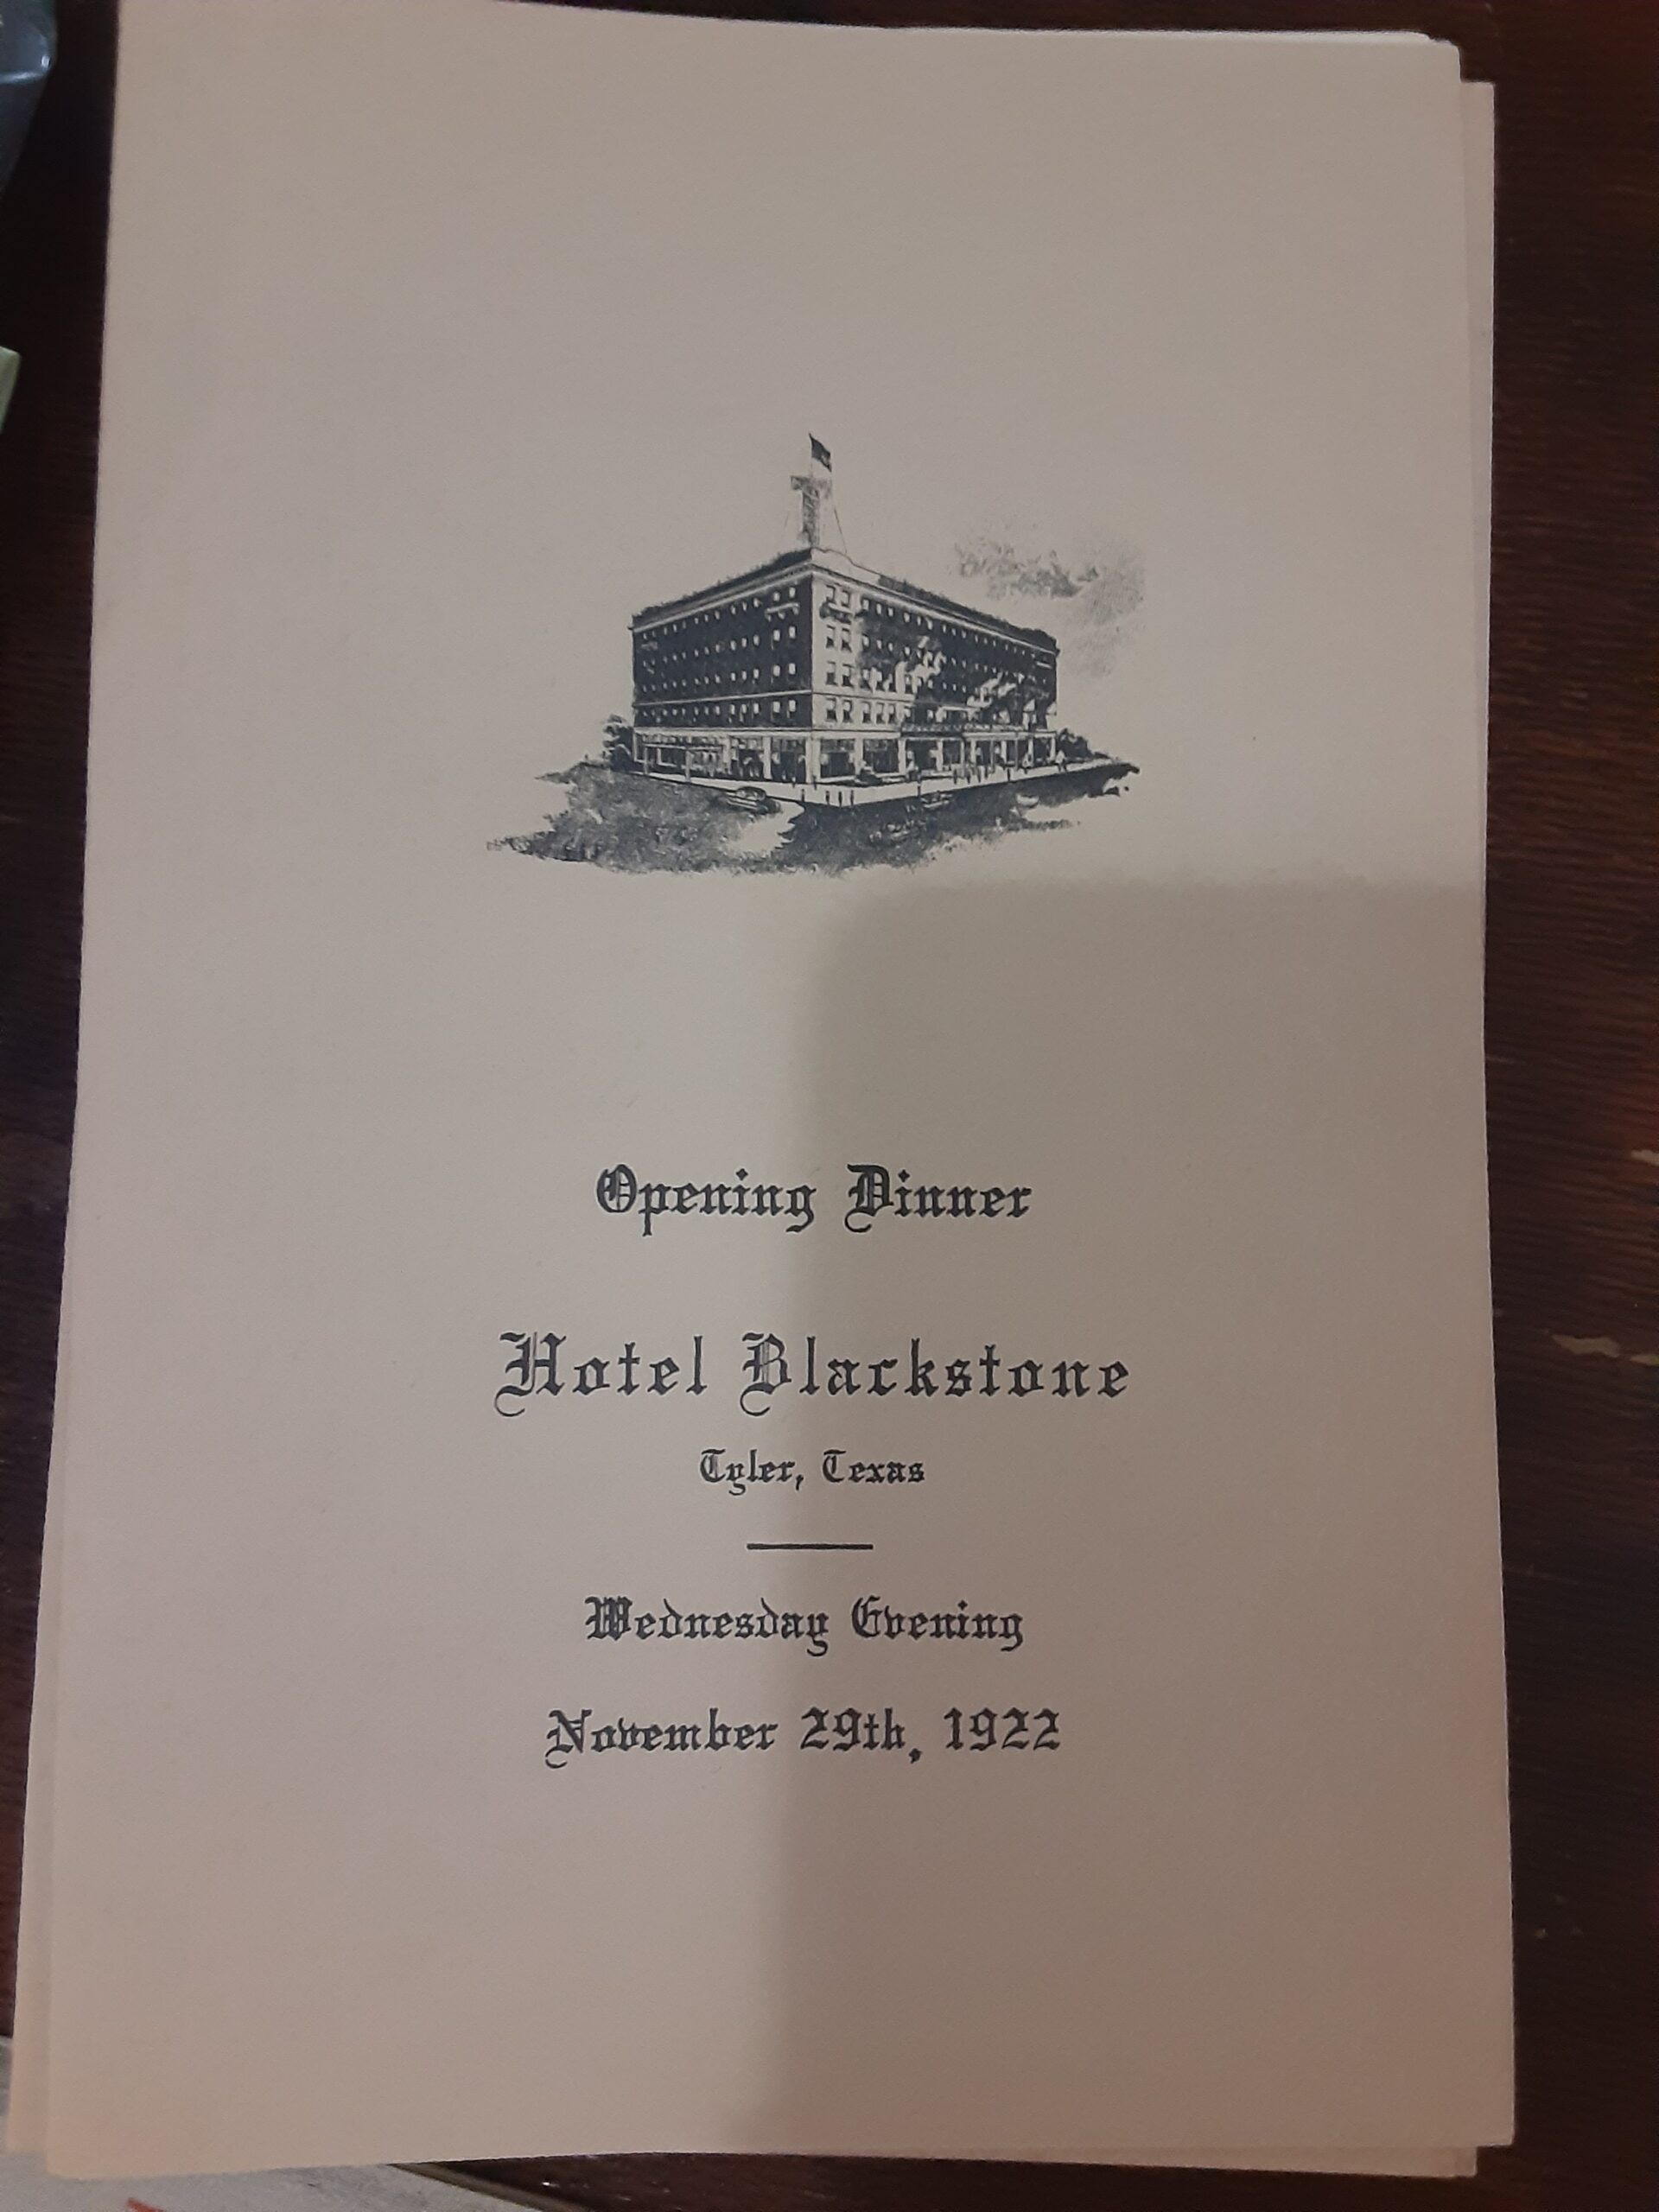 Opening Dinner
Hotel Blackstone
Tyler, Texas
Wednesday Evening
November 29th, 1922